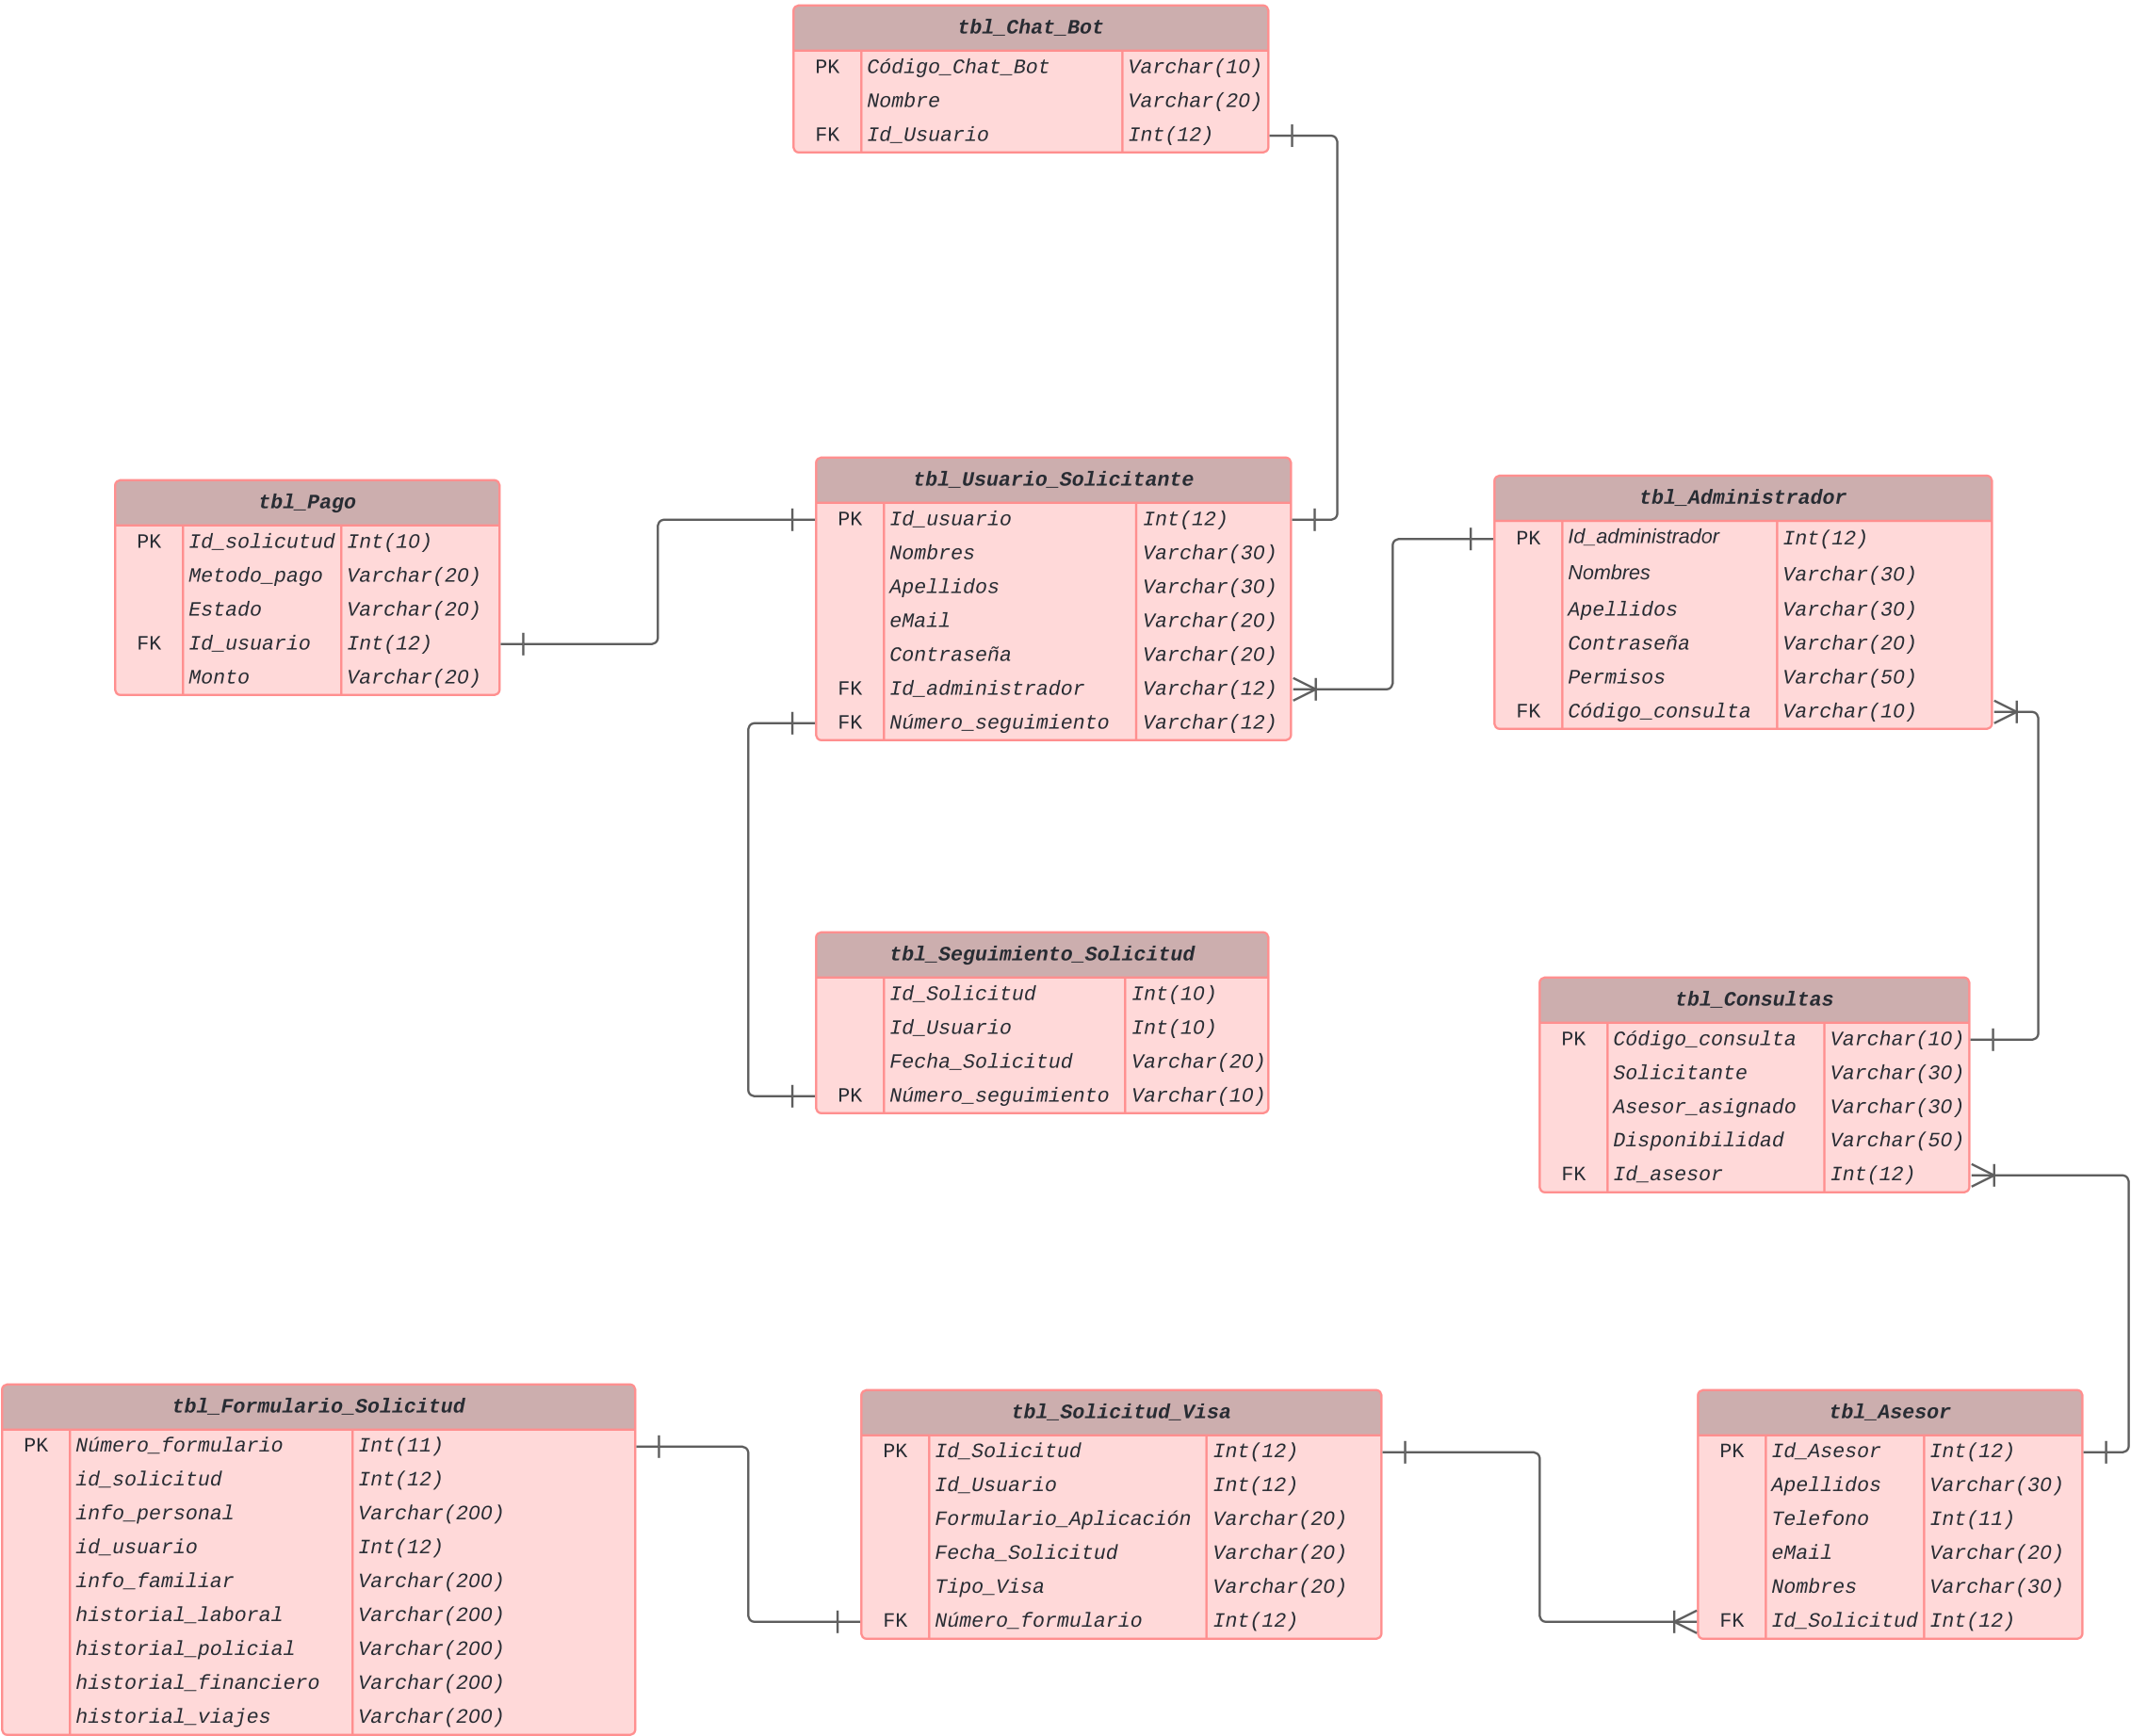 tbl_Chat_Bot
PK Código_Chat_Bot Varchar(10)
Nombre Varchar(20)
FK Id_Usuario Int(12)
tbl_Pago
PK Id_solicutud Int(10)
Metodo_pago Varchar(20)
Estado Varchar(20)
FK Id_usuario Int(12)
Monto Varchar(20)
tbl_Usuario_Solicitante
PK Id_usuario Int(12)
Nombres Varchar(30)
Apellidos Varchar(30)
eMail Varchar(20)
Contraseña Varchar(20)
FK Id_administrador Varchar(12)
FK Número_seguimiento Varchar(12)
tbl_Administrador
PK Id_administrador Int(12)
Nombres Varchar(30)
Apellidos Varchar(30)
Contraseña Varchar(20)
Permisos Varchar(50)
FK Código_consulta Varchar(10)
tbl_Seguimiento_Solicitud
Id_Solicitud Int(10)
Id_Usuario Int(10)
Fecha_Solicitud Varchar(20)
PK Número_seguimiento Varchar(10)
tbl_Consultas
PK Código_consulta Varchar(10)
Solicitante Varchar(30)
Asesor_asignado Varchar(30)
Disponibilidad Varchar(50)
FK Id_asesor Int(12)
tbl_Formulario_Solicitud
PK Número_formulario Int(11)
id_solicitud Int(12)
info_personal Varchar(200)
id_usuario Int(12)
info_familiar Varchar(200)
historial_laboral Varchar(200)
historial_policial Varchar(200)
historial_financiero Varchar(200)
historial_viajes Varchar(200)
tbl_Solicitud_Visa
PK Id_Solicitud Int(12)
Id_Usuario Int(12)
Formulario_Aplicación Varchar(20)
Fecha_Solicitud Varchar(20)
Tipo_Visa Varchar(20)
FK Número_formulario Int(12)
tbl_Asesor
PK Id_Asesor Int(12)
Apellidos Varchar(30)
Telefono Int(11)
eMail Varchar(20)
Nombres Varchar(30)
FK Id_Solicitud Int(12)